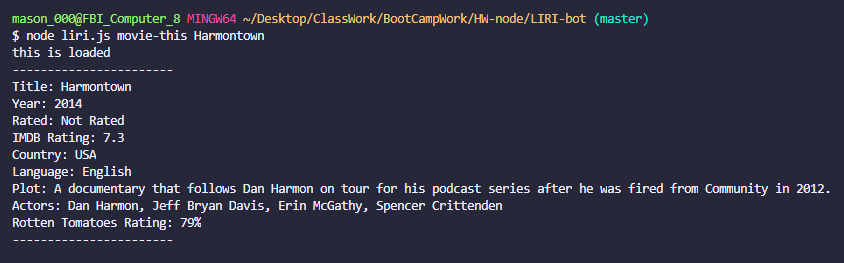 mason_000@FBI_Computer_8 MINGW64 ~/Desktop/ClassWork/BootCampWork/HW-node/LIRI-bot (master)
$ node liri.js movie-this Harmontown
this is loaded
-----------------------
Title: Harmontown
Year: 2014
Rated: Not Rated
IMDB Rating: 7.3
Country: USA
Language: English
Plot: A documentary that follows Dan Harmon on tour for his podcast series after he was fired from Community in 2012.
Actors: Dan Harmon, Jeff Bryan Davis, Erin McGathy, Spencer Crittenden
Rotten Tomatoes Rating: 79%
-----------------------